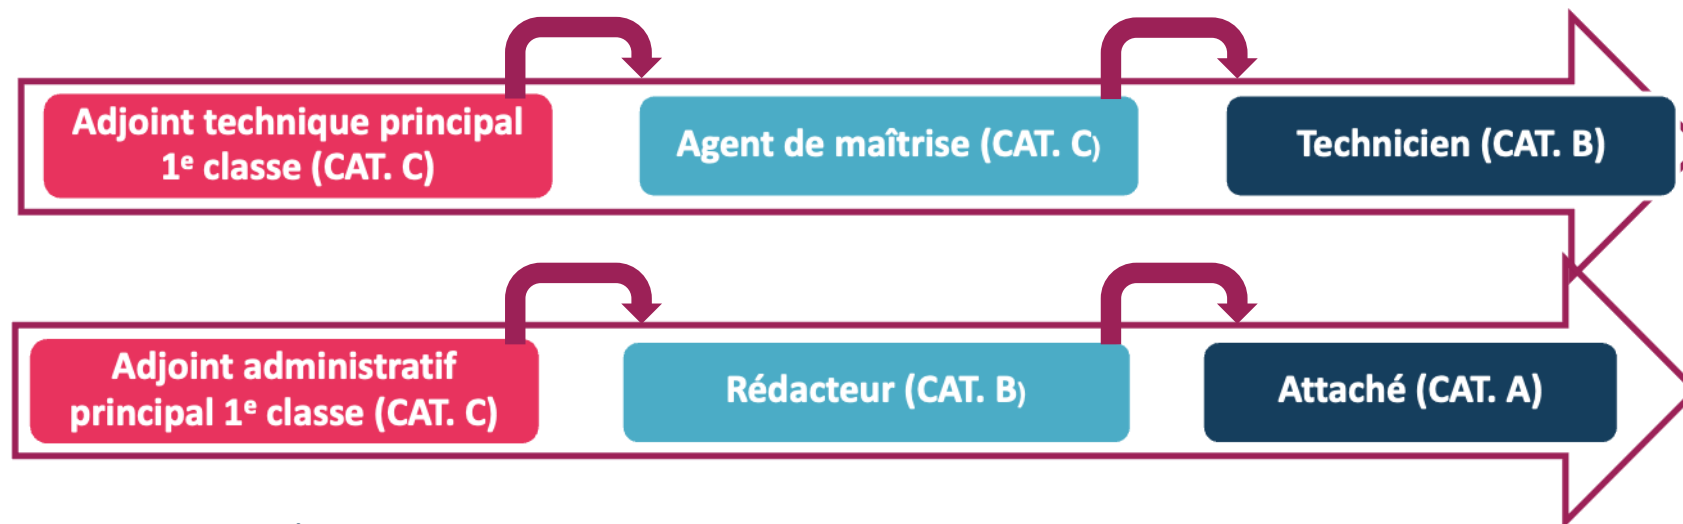 Adjoint technique principal
1e classe (CAT. C)
Agent de maîtrise (CAT. C)
Technicien (CAT. B)
Adjoint administratif
principal 1e classe (CAT. C)
Rédacteur (CAT. B)
Attaché (CAT. A)